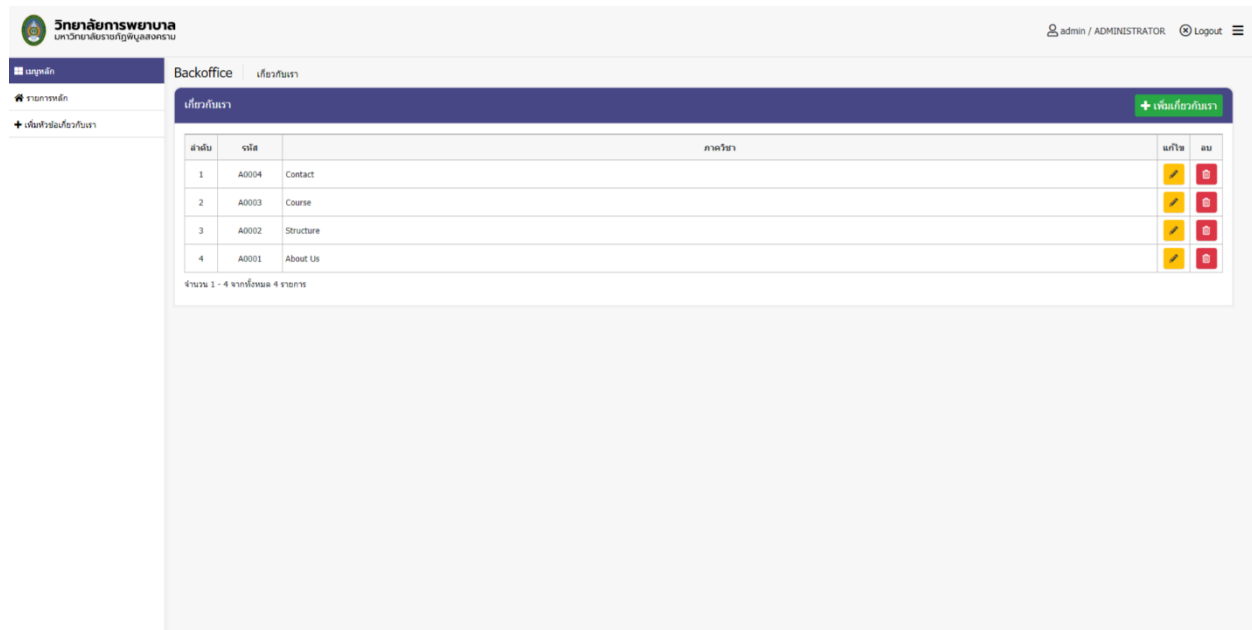 วิทยาลัยการพยาบาล
มหาวิทยาลัยราชภัฏพิบูลสงคราม
admin / ADMINISTRATOR Logout
เมนูหลัก
รายการหลัก
เพิ่มหัวข้อเกี่ยวกับเรา
Backoffice เกี่ยวกับเรา
เกี่ยวกับเรา
เพิ่มเกี่ยวกับเรา
ลำดับ รหัส ภาควิชา แก้ไข ลบ
1 A0004 Contact
2 A0003 Course
3 A0002 Structure
4 A0001 About Us
จำนวน 1 - 4 จากทั้งหมด 4 รายการ